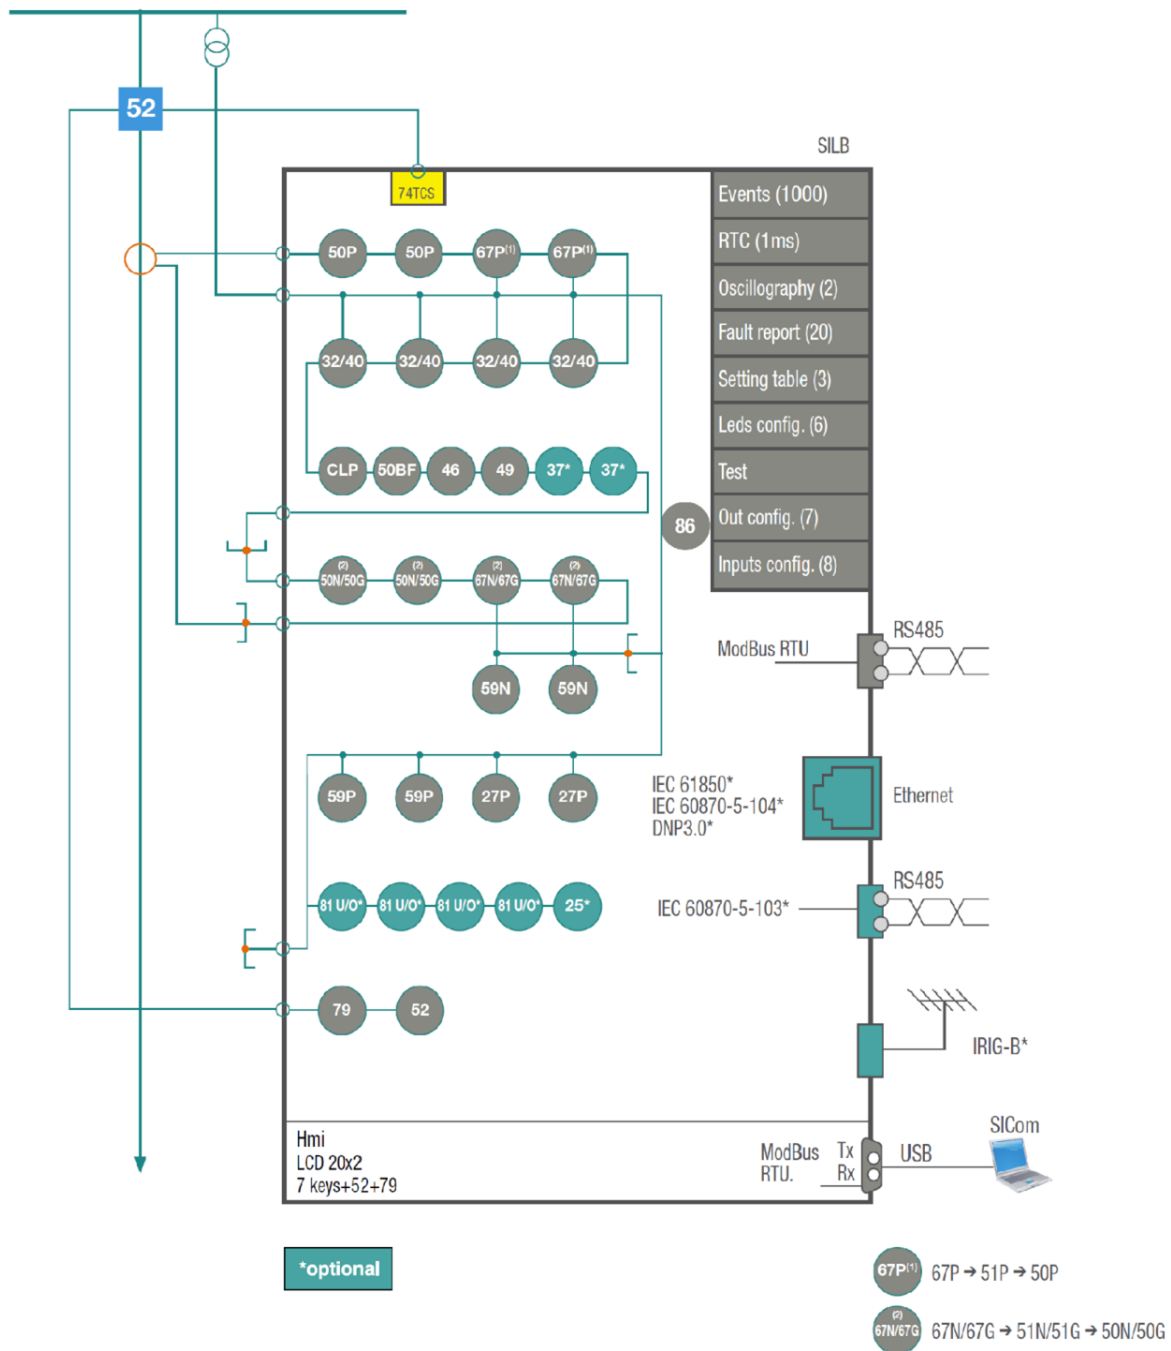 52
SILB
74TCS
Events (1000)
RTC (1ms)
Oscillography (2)
Fault report (20)
Setting table (3)
Leds config. (6)
Test
Out config. (7)
Inputs config. (8)
50P 50P 67P(1) 67P(1)
32/40 32/40 32/40 32/40
CLP 50BF 46 49 37* 37*
86
(2) (2) (2) (2)
50N/50G 50N/50G 67N/67G 67N/67G
59N 59N
ModBus RTU
RS485
59P 59P 27P 27P
IEC 61850*
IEC 60870-5-104*
DNP3.0*
Ethernet
81 U/O* 81 U/O* 81 U/O* 81 U/O* 25*
IEC 60870-5-103*
RS485
79 52
IRIG-B*
Hmi
LCD 20x2
7 keys+52+79
ModBus
RTU.
Tx
Rx
USB
SICom
*optional
67P(1) 67P → 51P → 50P
(2)
67N/67G 67N/67G → 51N/51G → 50N/50G